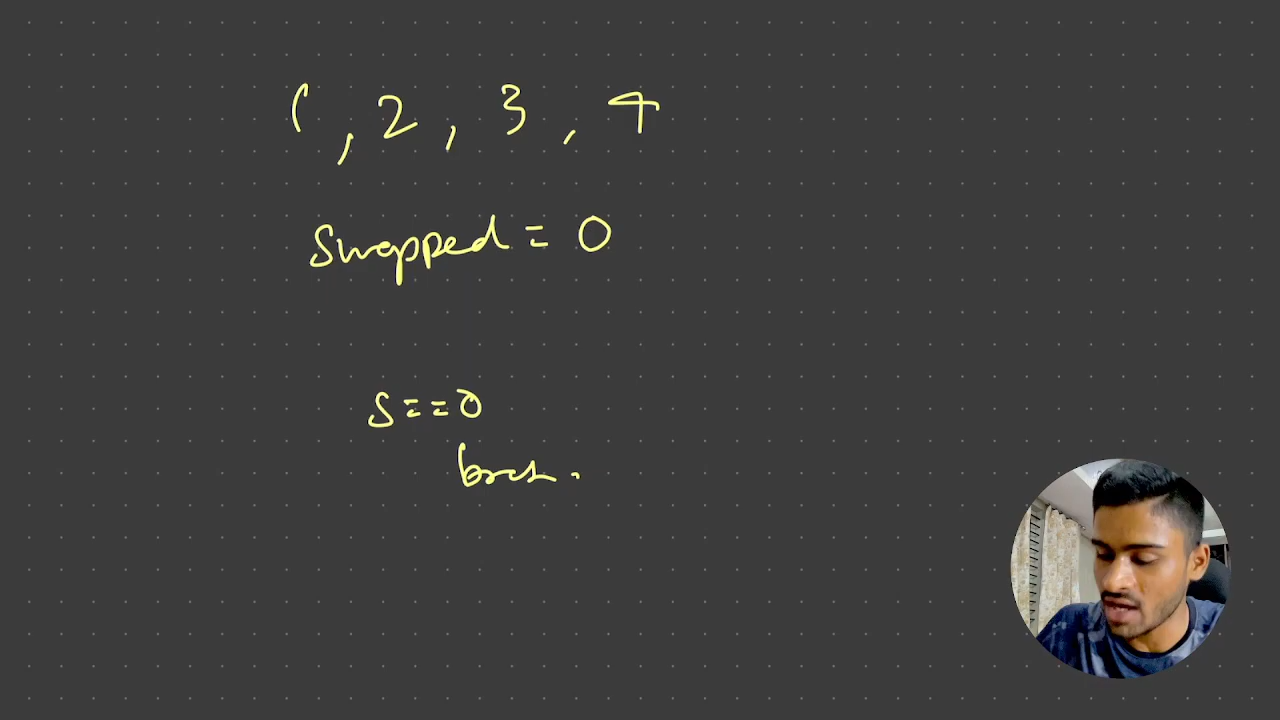 1, 2, 3, 4
swapped = 0
s==0